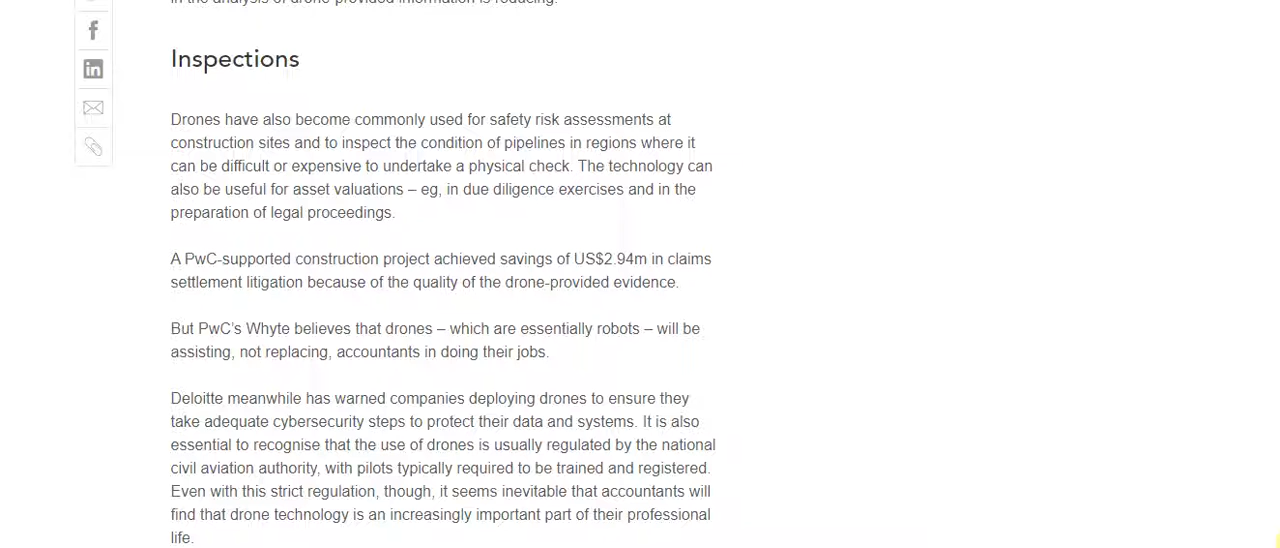 in the analysis of drone-provided information is reducing.
Inspections
Drones have also become commonly used for safety risk assessments at
construction sites and to inspect the condition of pipelines in regions where it
can be difficult or expensive to undertake a physical check. The technology can
also be useful for asset valuations – eg, in due diligence exercises and in the
preparation of legal proceedings.
A PwC-supported construction project achieved savings of US$2.94m in claims
settlement litigation because of the quality of the drone-provided evidence.
But PwC’s Whyte believes that drones – which are essentially robots – will be
assisting, not replacing, accountants in doing their jobs.
Deloitte meanwhile has warned companies deploying drones to ensure they
take adequate cybersecurity steps to protect their data and systems. It is also
essential to recognise that the use of drones is usually regulated by the national
civil aviation authority, with pilots typically required to be trained and registered.
Even with this strict regulation, though, it seems inevitable that accountants will
find that drone technology is an increasingly important part of their professional
life.